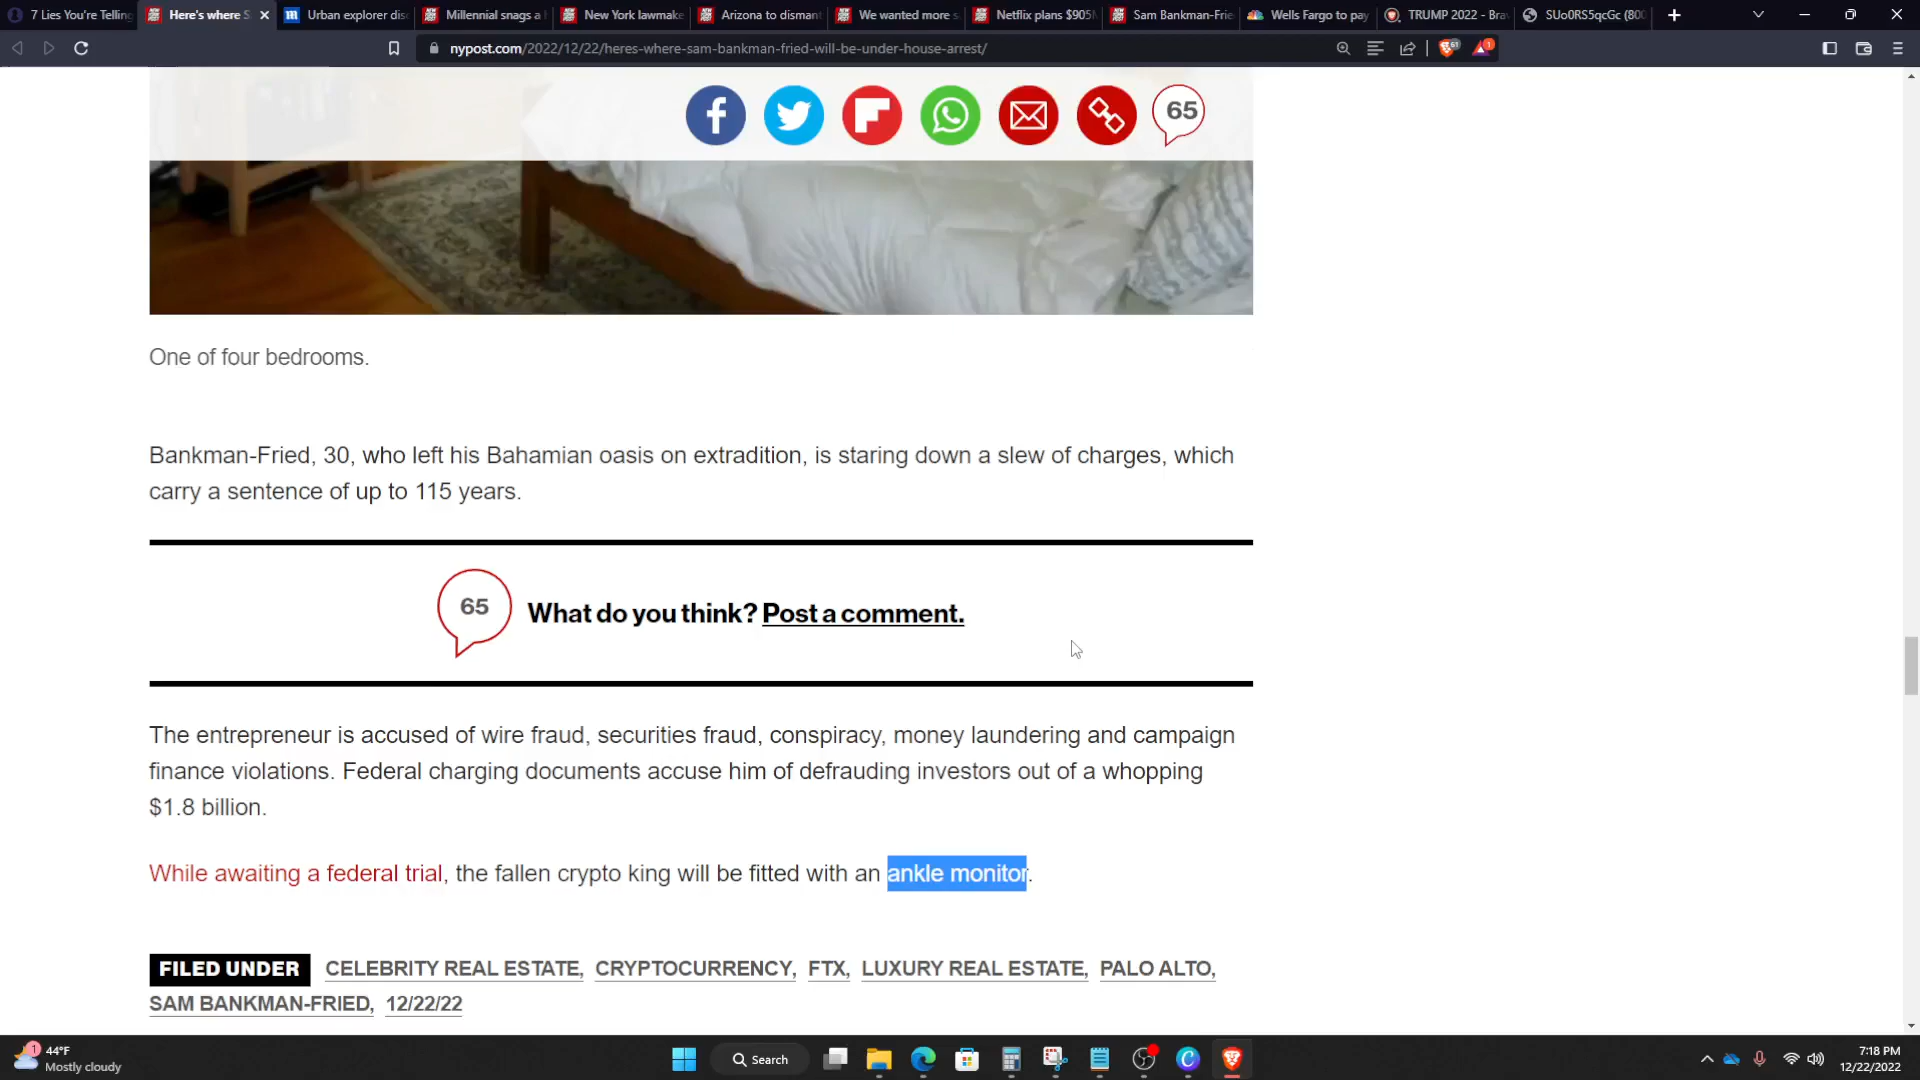 7 Lies You're Telling
Here's where S
Urban explorer disc
Millennial snags a
New York lawmake
Arizona to dismant
We wanted more s
Netflix plans $905
Sam Bankman-Frie
Wells Fargo to pay
TRUMP 2022 - Brav
SUo0RS5qcGc (80
nypost.com/2022/12/22/heres-where-sam-bankman-fried-will-be-under-house-arrest/
61
1
65
One of four bedrooms.
Bankman-Fried, 30, who left his Bahamian oasis on extradition, is staring down a slew of charges, which
carry a sentence of up to 115 years.
65
What do you think? Post a comment.
The entrepreneur is accused of wire fraud, securities fraud, conspiracy, money laundering and campaign
finance violations. Federal charging documents accuse him of defrauding investors out of a whopping
$1.8 billion.
While awaiting a federal trial, the fallen crypto king will be fitted with an ankle monitor.
FILED UNDER CELEBRITY REAL ESTATE, CRYPTOCURRENCY, FTX, LUXURY REAL ESTATE, PALO ALTO,
SAM BANKMAN-FRIED, 12/22/22
1
44°F
Mostly cloudy
Search
7:18 PM
12/22/2022